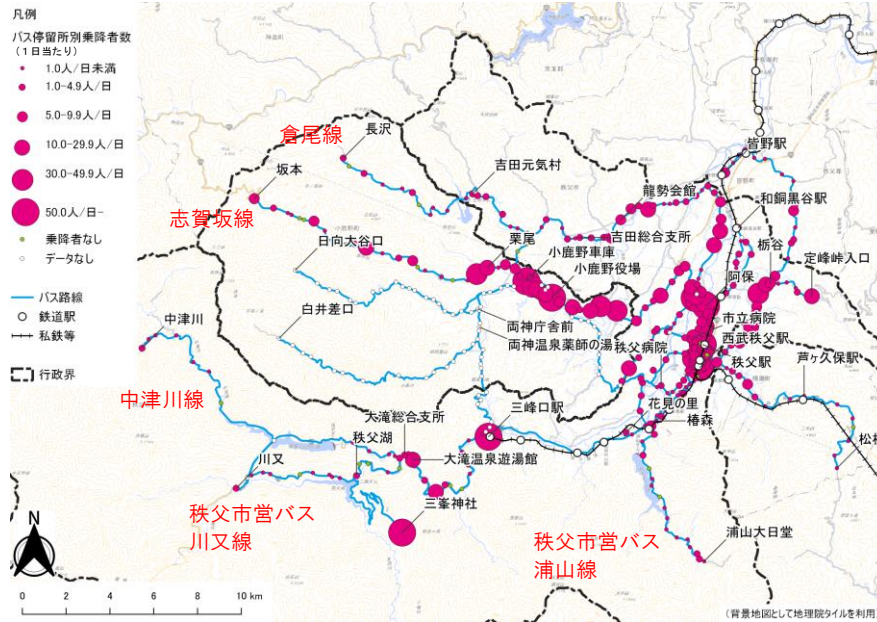 凡例
バス停留所別乗降者数
(1日当たり)
1.0人/日未満
1.0-4.9人/日
5.0-9.9人/日
10.0-29.9人/日
30.0-49.9人/日
50.0人/日-
乗降者なし
データなし
バス路線
鉄道駅
私鉄等
行政界
倉尾線
長沢
坂本
志賀坂線
吉田元気村
皆野駅
龍勢会館
和銅黒谷駅
吉田総合支所
日向大谷口
栗尾
小鹿野車庫
小鹿野役場
栃谷
定峰峠入口
阿保
白井差口
両神庁舎前
両神温泉薬師の湯
市立病院
西武秩父駅
秩父病院
秩父駅
芦ヶ久保駅
中津川
中津川線
花見の里
椿森
大滝総合支所
三峰口駅
秩父湖
大滝温泉遊湯館
川又
三峯神社
秩父市営バス
川又線
秩父市営バス
浦山線
浦山大日堂
N
0 2 4 6 8 10 km
(背景地図として地理院タイルを利用)